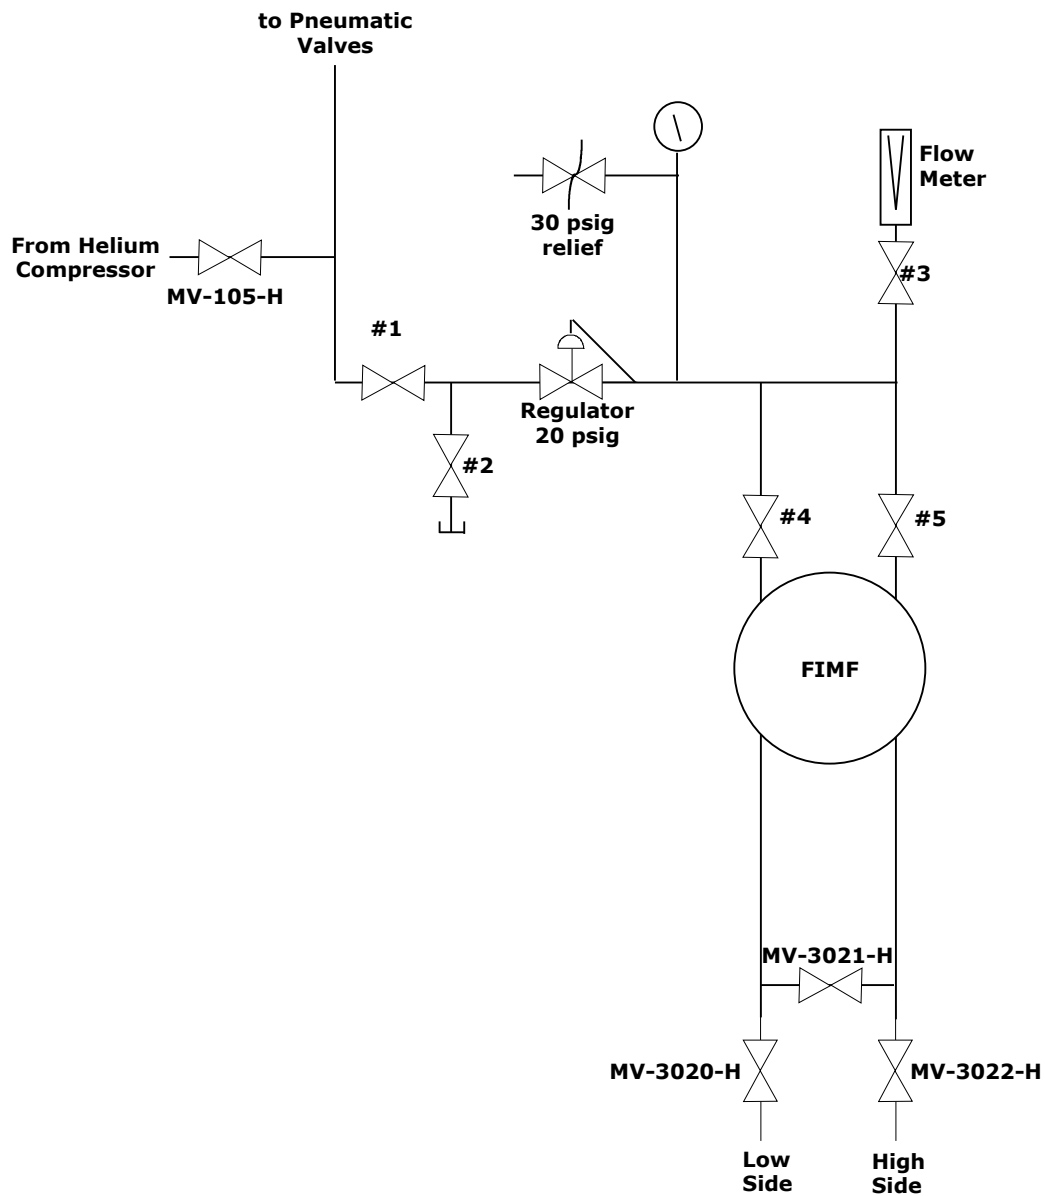 to Pneumatic
Valves
Flow
Meter
30 psig
relief
From Helium
Compressor
MV-105-H
#3
#1
Regulator
20 psig
#2
#4
#5
FIMF
MV-3021-H
MV-3020-H
MV-3022-H
Low
Side
High
Side